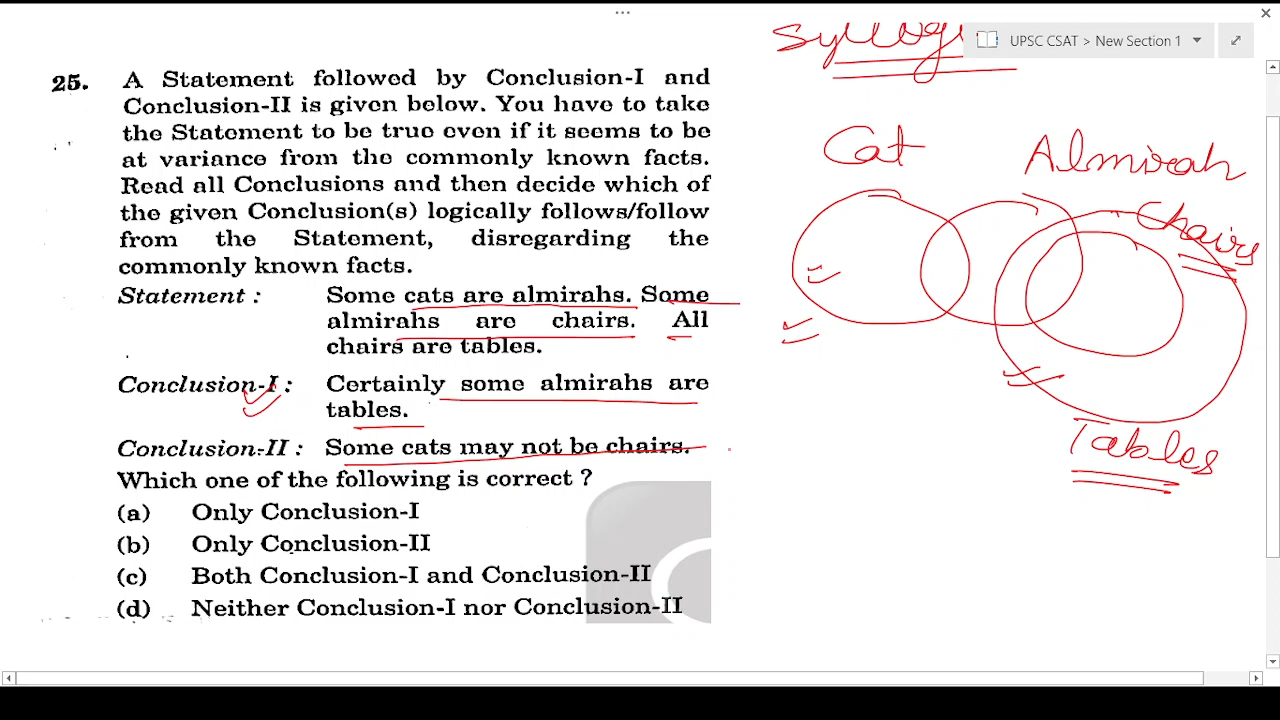 UPSC CSAT > New Section 1
25. A Statement followed by Conclusion-I and
Conclusion-II is given below. You have to take
the Statement to be true even if it seems to be
at variance from the commonly known facts.
Read all Conclusions and then decide which of
the given Conclusion(s) logically follows/follow
from the Statement, disregarding the
commonly known facts.
Statement : Some cats are almirahs. Some
almirahs are chairs. All
chairs are tables.
Conclusion-I : Certainly some almirahs are
tables.
Conclusion-II : Some cats may not be chairs.
Which one of the following is correct ?
(a) Only Conclusion-I
(b) Only Conclusion-II
(c) Both Conclusion-I and Conclusion-II
(d) Neither Conclusion-I nor Conclusion-II
Cat
Almirah
Chairs
Tables